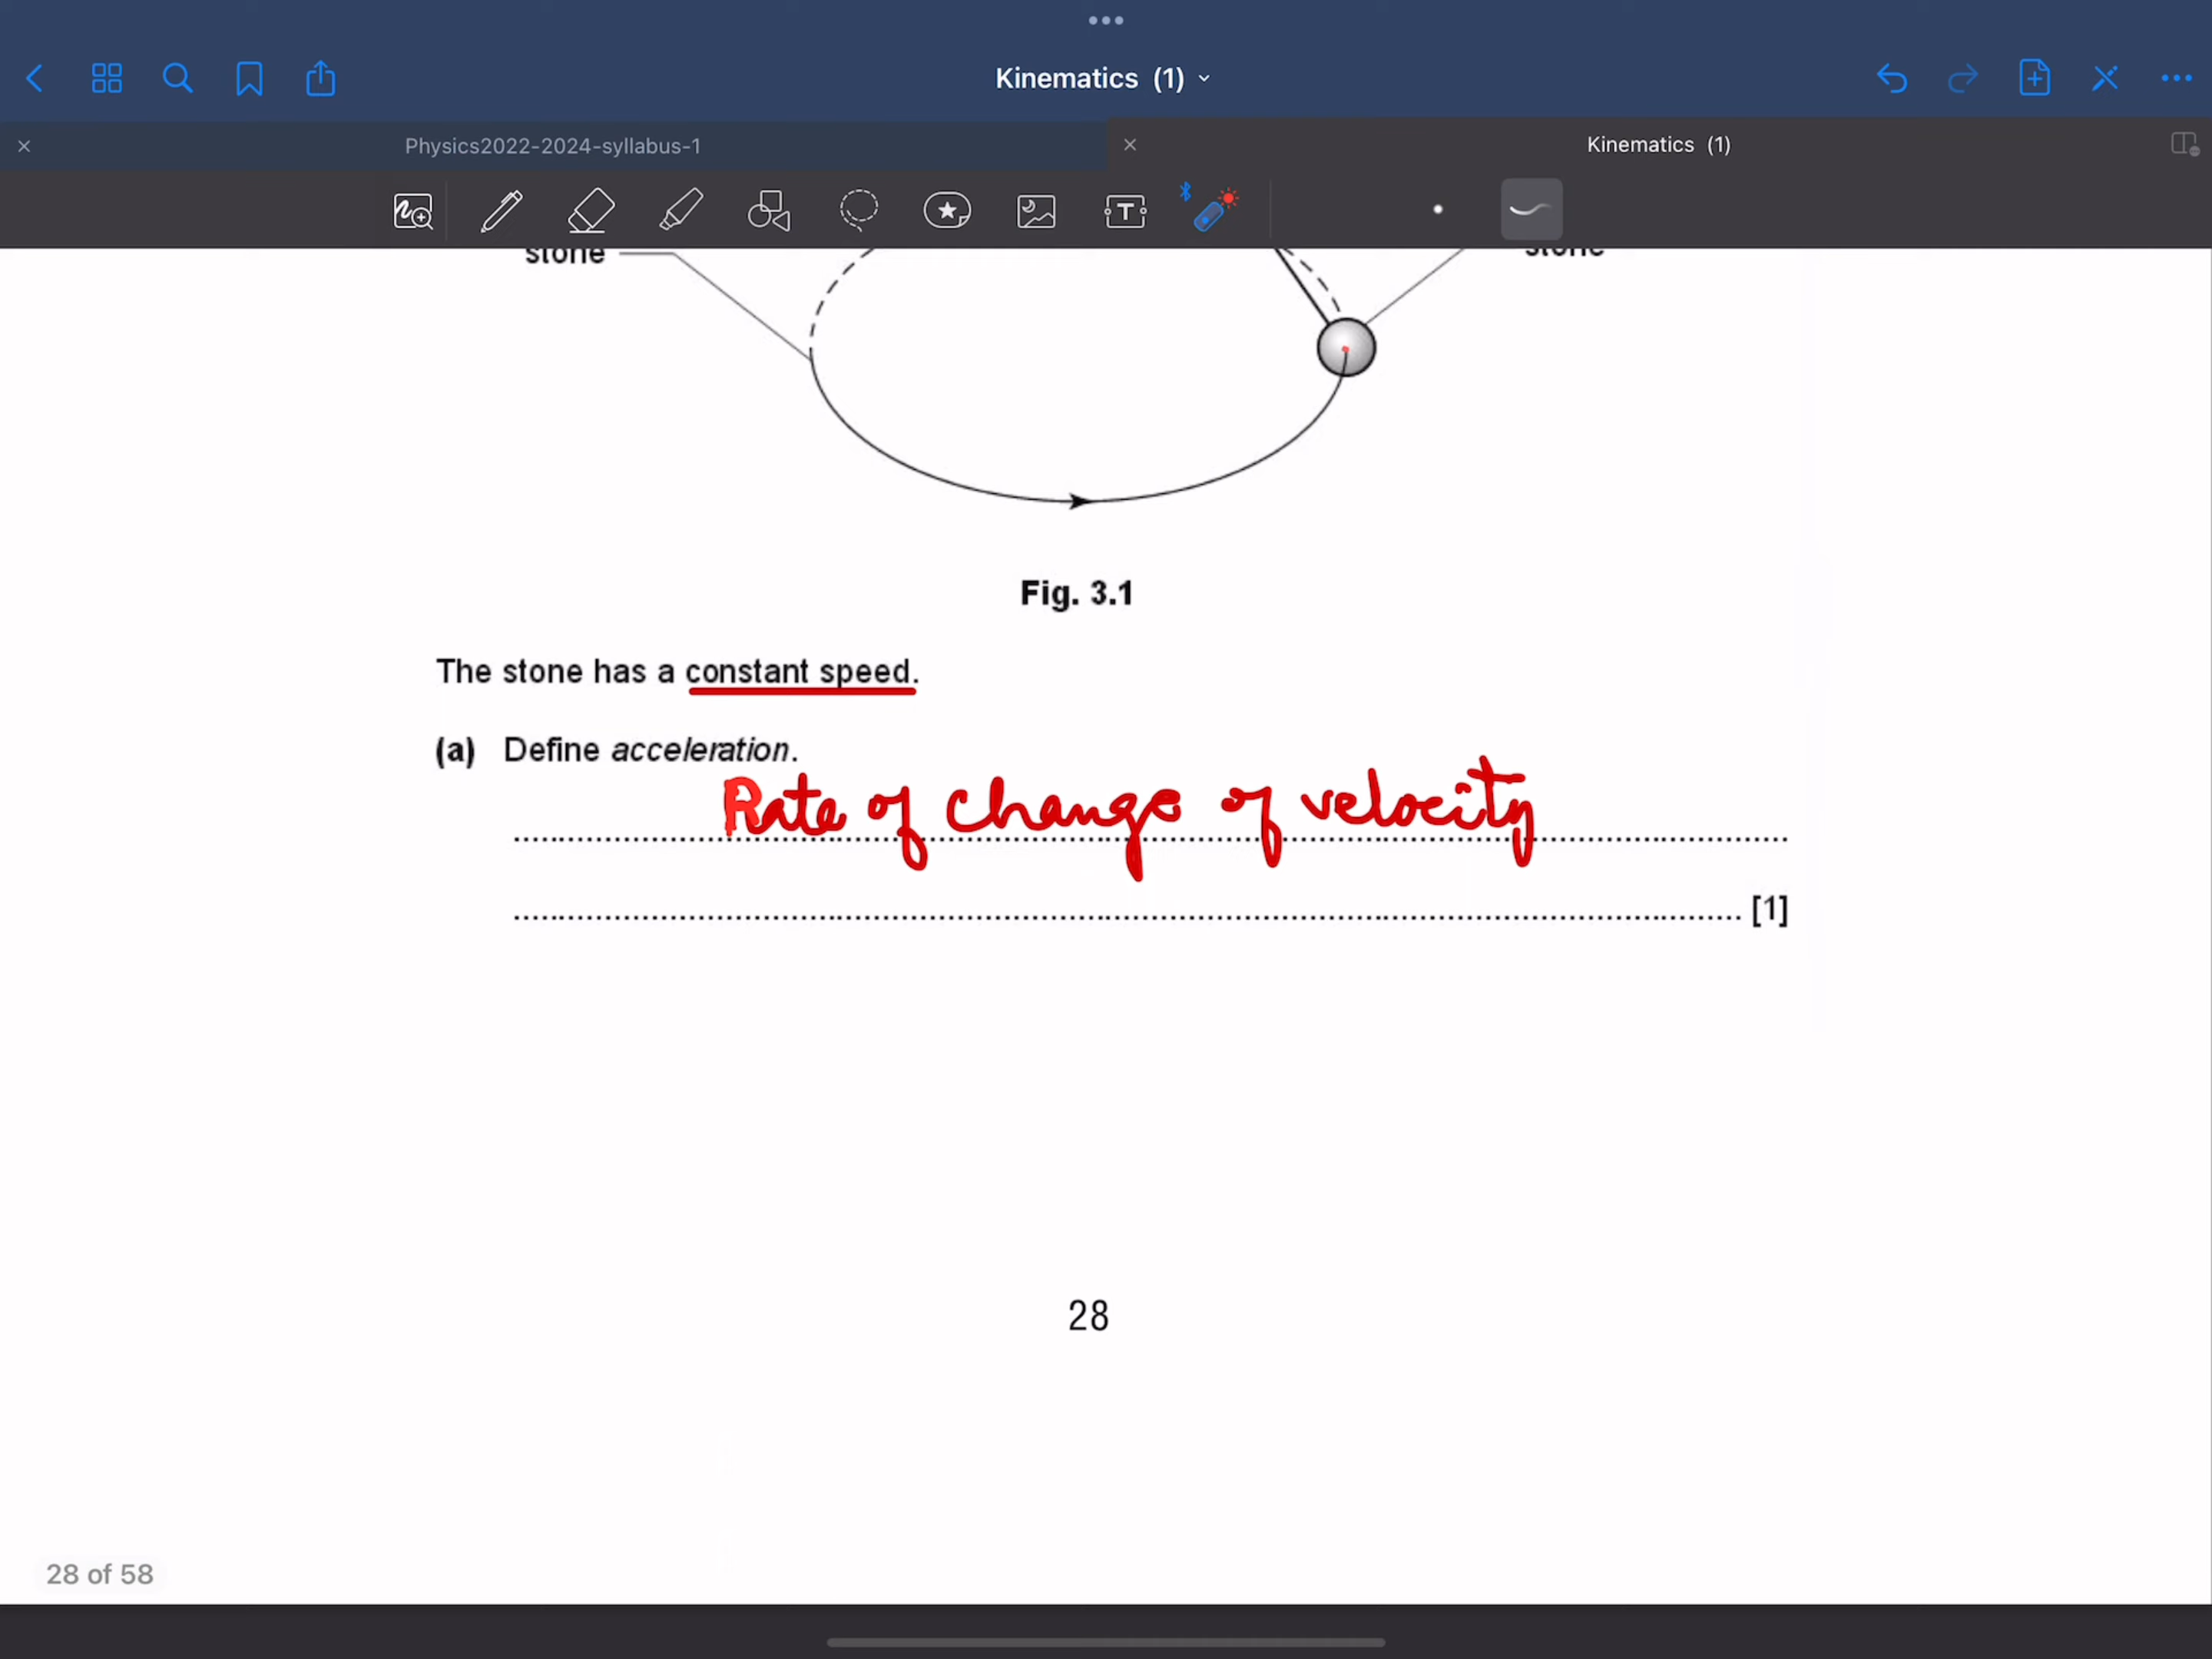 Kinematics (1)
Physics2022-2024-syllabus-1
Kinematics (1)
T
stone
stone
Fig. 3.1
The stone has a constant speed.
(a) Define acceleration.
Rate of change of velocity
[1]
28
28 of 58